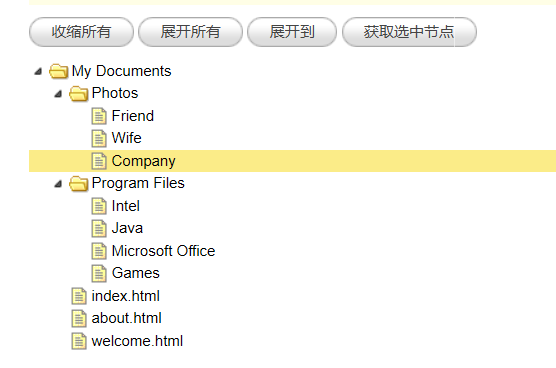 收缩所有 展开所有 展开到 获取选中节点
My Documents
Photos
Friend
Wife
Company
Program Files
Intel
Java
Microsoft Office
Games
index.html
about.html
welcome.html